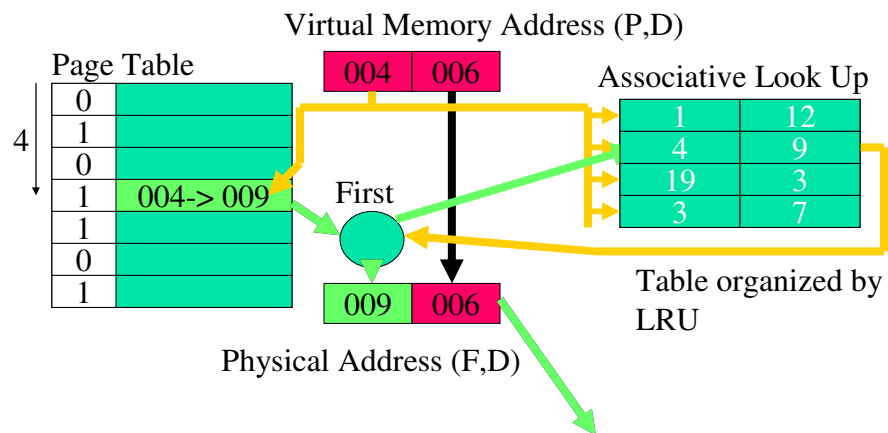 Virtual Memory Address (P,D)
Page Table
004 006
Associative Look Up
0
1
0
1 004-> 009
1
0
1
4
First
1 12
4 9
19 3
3 7
009 006
Table organized by
LRU
Physical Address (F,D)